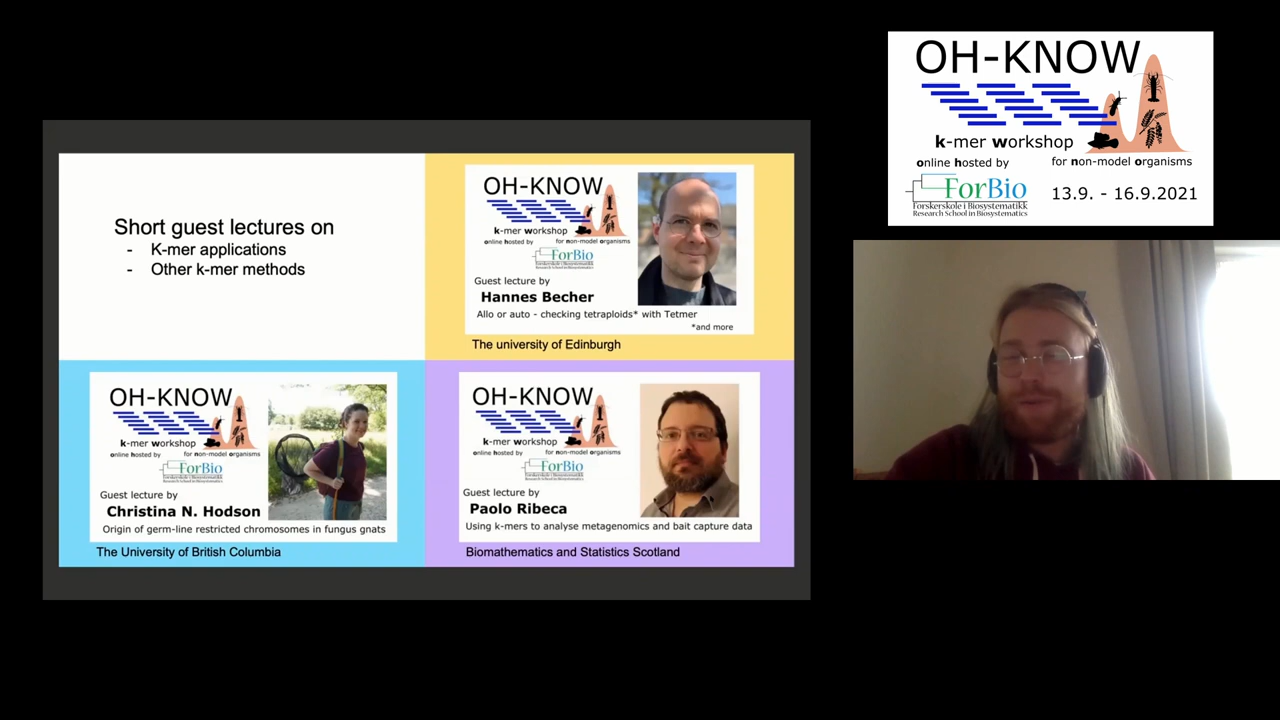 Short guest lectures on
- K-mer applications
- Other k-mer methods
OH-KNOW
k-mer workshop
online hosted by
for non-model organisms
ForBio
Guest lecture by
Hannes Becher
Allo or auto - checking tetraploids* with Tetmer
*and more
The university of Edinburgh
OH-KNOW
k-mer workshop
online hosted by
for non-model organisms
ForBio
Guest lecture by
Christina N. Hodson
Origin of germ-line restricted chromosomes in fungus gnats
The University of British Columbia
OH-KNOW
k-mer workshop
online hosted by
for non-model organisms
ForBio
Guest lecture by
Paolo Ribeca
Using k-mers to analyse metagenomics and bait capture data
Biomathematics and Statistics Scotland
OH-KNOW
k-mer workshop
online hosted by
for non-model organisms
ForBio
Forskerskole i Biosystematikk
Research School in Biosystematics
13.9. - 16.9.2021